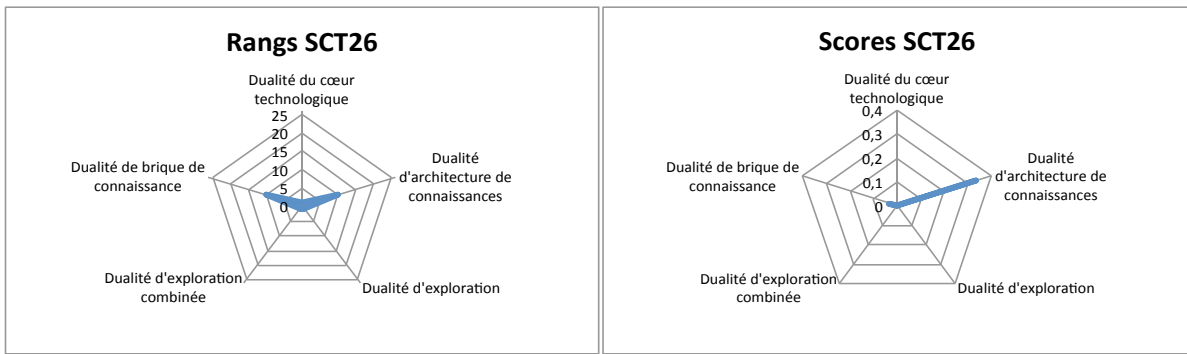 Rangs SCT26
Dualité du cœur
technologique
25
20
15
10
5
0
Dualité
d'architecture de
connaissances
Dualité d'exploration
Dualité d'exploration
combinée
Dualité de brique de
connaissance
Scores SCT26
Dualité du cœur
technologique
0,4
0,3
0,2
0,1
0
Dualité
d'architecture de
connaissances
Dualité d'exploration
Dualité d'exploration
combinée
Dualité de brique de
connaissance